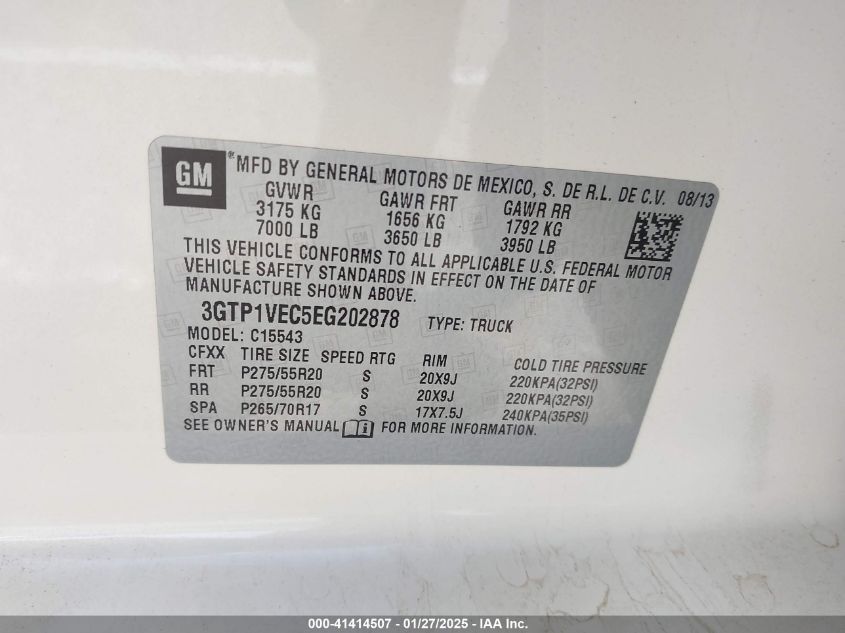 GM ® MFD BY GENERAL MOTORS DE MEXICO, S. DE R.L. DE C.V. 08/13
GVWR GAWR FRT GAWR RR
3175 KG 1656 KG 1792 KG
7000 LB 3650 LB 3950 LB
THIS VEHICLE CONFORMS TO ALL APPLICABLE U.S. FEDERAL MOTOR
VEHICLE SAFETY STANDARDS IN EFFECT ON THE DATE OF
MANUFACTURE SHOWN ABOVE.
3GTP1VEC5EG202878 TYPE: TRUCK
MODEL: C15543
CFXX TIRE SIZE SPEED RTG RIM COLD TIRE PRESSURE
FRT P275/55R20 S 20X9J 220KPA(32PSI)
RR P275/55R20 S 20X9J 220KPA(32PSI)
SPA P265/70R17 S 17X7.5J 240KPA(35PSI)
SEE OWNER'S MANUAL i FOR MORE INFORMATION.
000-41414507 - 01/27/2025 - IAA Inc.